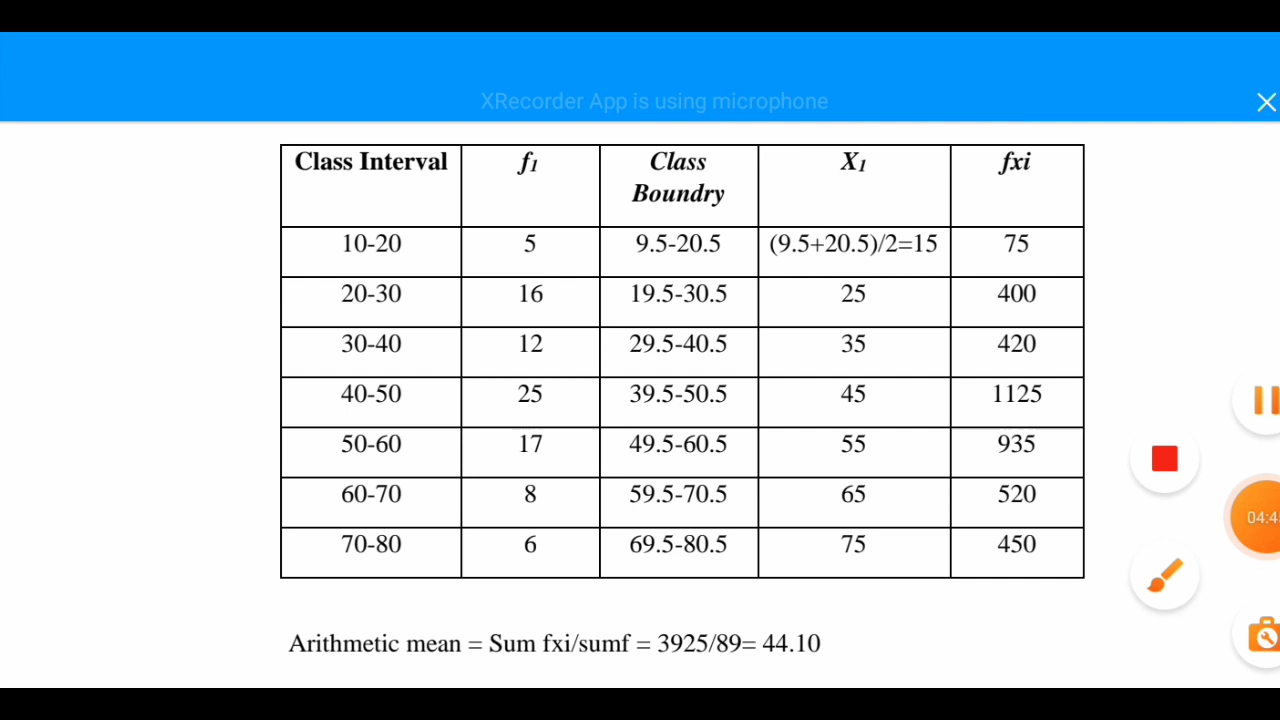 XRecorder App is using microphone
Class Interval f1 Class Boundry X1 fxi
10-20 5 9.5-20.5 (9.5+20.5)/2=15 75
20-30 16 19.5-30.5 25 400
30-40 12 29.5-40.5 35 420
40-50 25 39.5-50.5 45 1125
50-60 17 49.5-60.5 55 935
60-70 8 59.5-70.5 65 520
70-80 6 69.5-80.5 75 450
Arithmetic mean = Sum fxi/sumf = 3925/89= 44.10